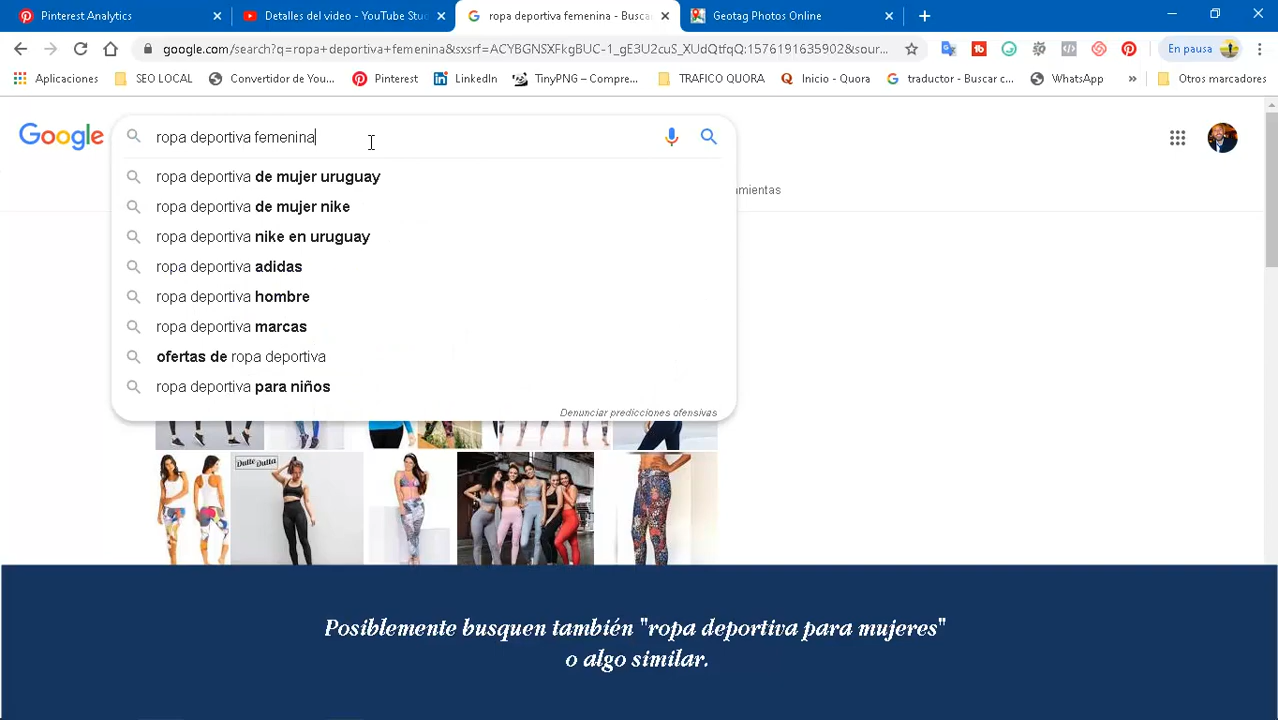 Pinterest Analytics
Detalles del video - YouTube Stu
ropa deportiva femenina - Busca
Geotag Photos Online
google.com/search?q=ropa+deportiva+femenina&sxsrf=ACYBGNSXFkgBUC-1_gE3U2cuS_XUdQtfqQ:1576191635902&sour...
En pausa
Aplicaciones
SEO LOCAL
Convertidor de You...
Pinterest
LinkedIn
TinyPNG – Compre...
TRAFICO QUORA
Inicio - Quora
traductor - Buscar c...
WhatsApp
»
Otros marcadores
Google
ropa deportiva femenina
ropa deportiva de mujer uruguay
amientas
ropa deportiva de mujer nike
ropa deportiva nike en uruguay
ropa deportiva adidas
ropa deportiva hombre
ropa deportiva marcas
ofertas de ropa deportiva
ropa deportiva para niños
Denunciar predicciones ofensivas
Dutte Dutta
Posiblemente busquen también "ropa deportiva para mujeres"
o algo similar.